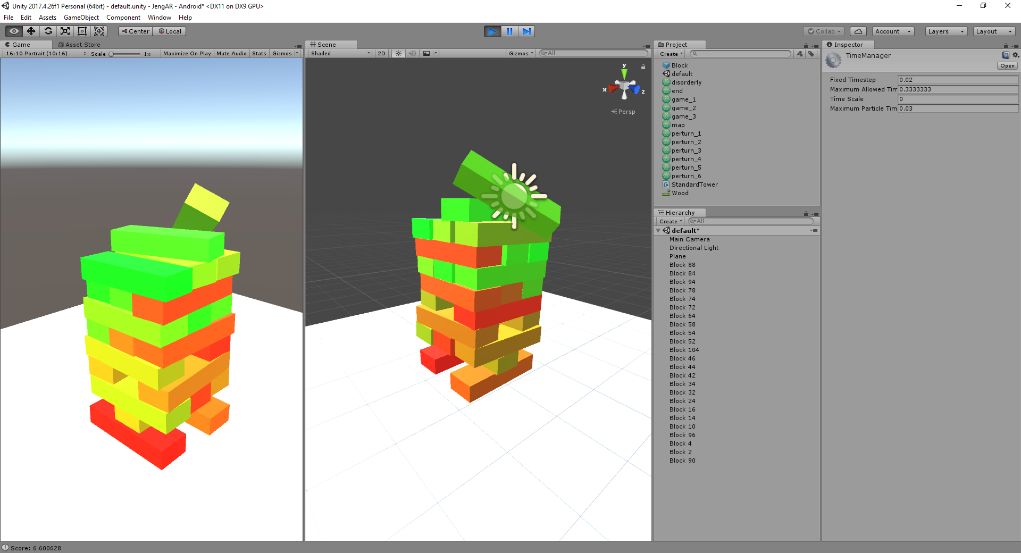 Unity 2017.4.26f1 Personal (64bit) - default.unity - JengAR - Android* <DX11 on DX9 GPU>
File Edit Assets GameObject Component Window Help
Center Local
Collab Account Layers Layout
Game Asset Store
16:10 Portrait (10x16) Scale 1x Maximize On Play Mute Audio Stats Gizmos
Scene
Shaded 2D Gizmos All
y
x
z
Persp
Project
Create
Block
default
disorderly
end
game_1
game_2
game_3
map
perturn_1
perturn_2
perturn_3
perturn_4
perturn_5
perturn_6
StandardTower
Wood
Hierarchy
Create All
default*
Main Camera
Directional Light
Plane
Block 88
Block 84
Block 94
Block 78
Block 74
Block 72
Block 64
Block 58
Block 54
Block 52
Block 104
Block 46
Block 44
Block 42
Block 34
Block 32
Block 24
Block 16
Block 14
Block 10
Block 96
Block 4
Block 2
Block 90
Inspector
TimeManager
Open
Fixed Timestep 0.02
Maximum Allowed Tim 0.3333333
Time Scale 0
Maximum Particle Tim 0.03
Score: 6.600628